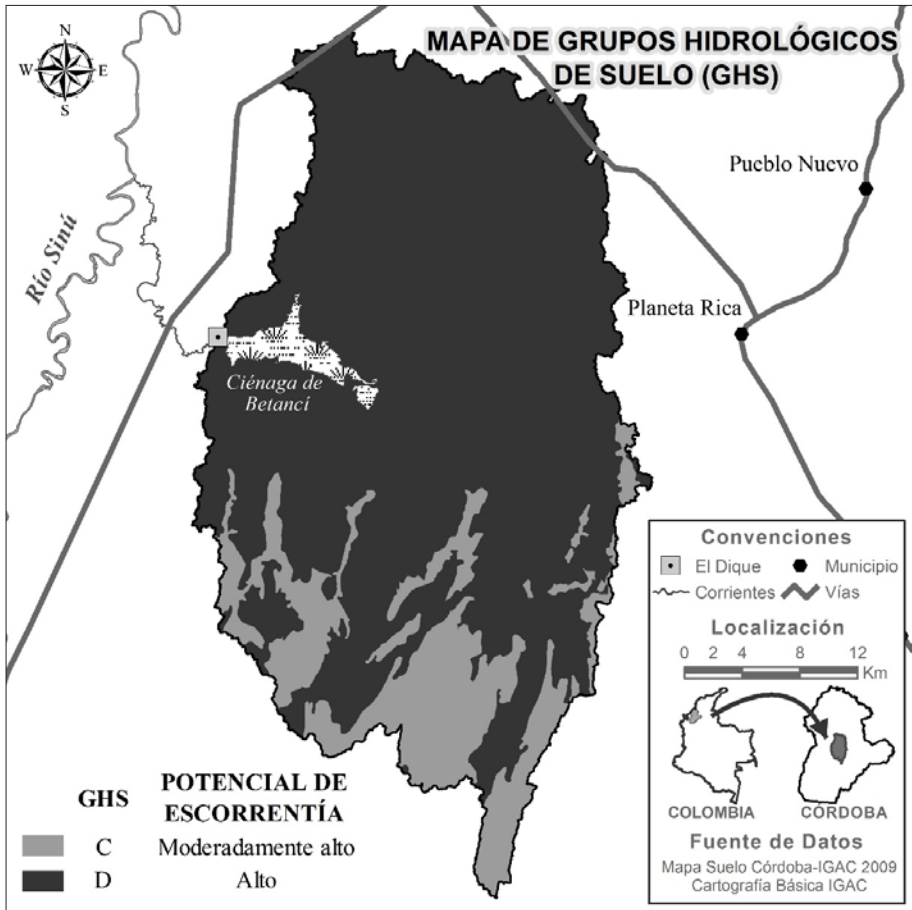 MAPA DE GRUPOS HIDROLÓGICOS
DE SUELO (GHS)
N
W E
S
Pueblo Nuevo
Río Sinú
Planeta Rica
Ciénaga de
Betancí
Convenciones
El Dique Municipio
Corrientes Vías
Localización
0 2 4 8 12
Km
COLOMBIA CÓRDOBA
Fuente de Datos
Mapa Suelo Córdoba-IGAC 2009
Cartografía Básica IGAC
GHS POTENCIAL DE
ESCORRENTÍA
C Moderadamente alto
D Alto